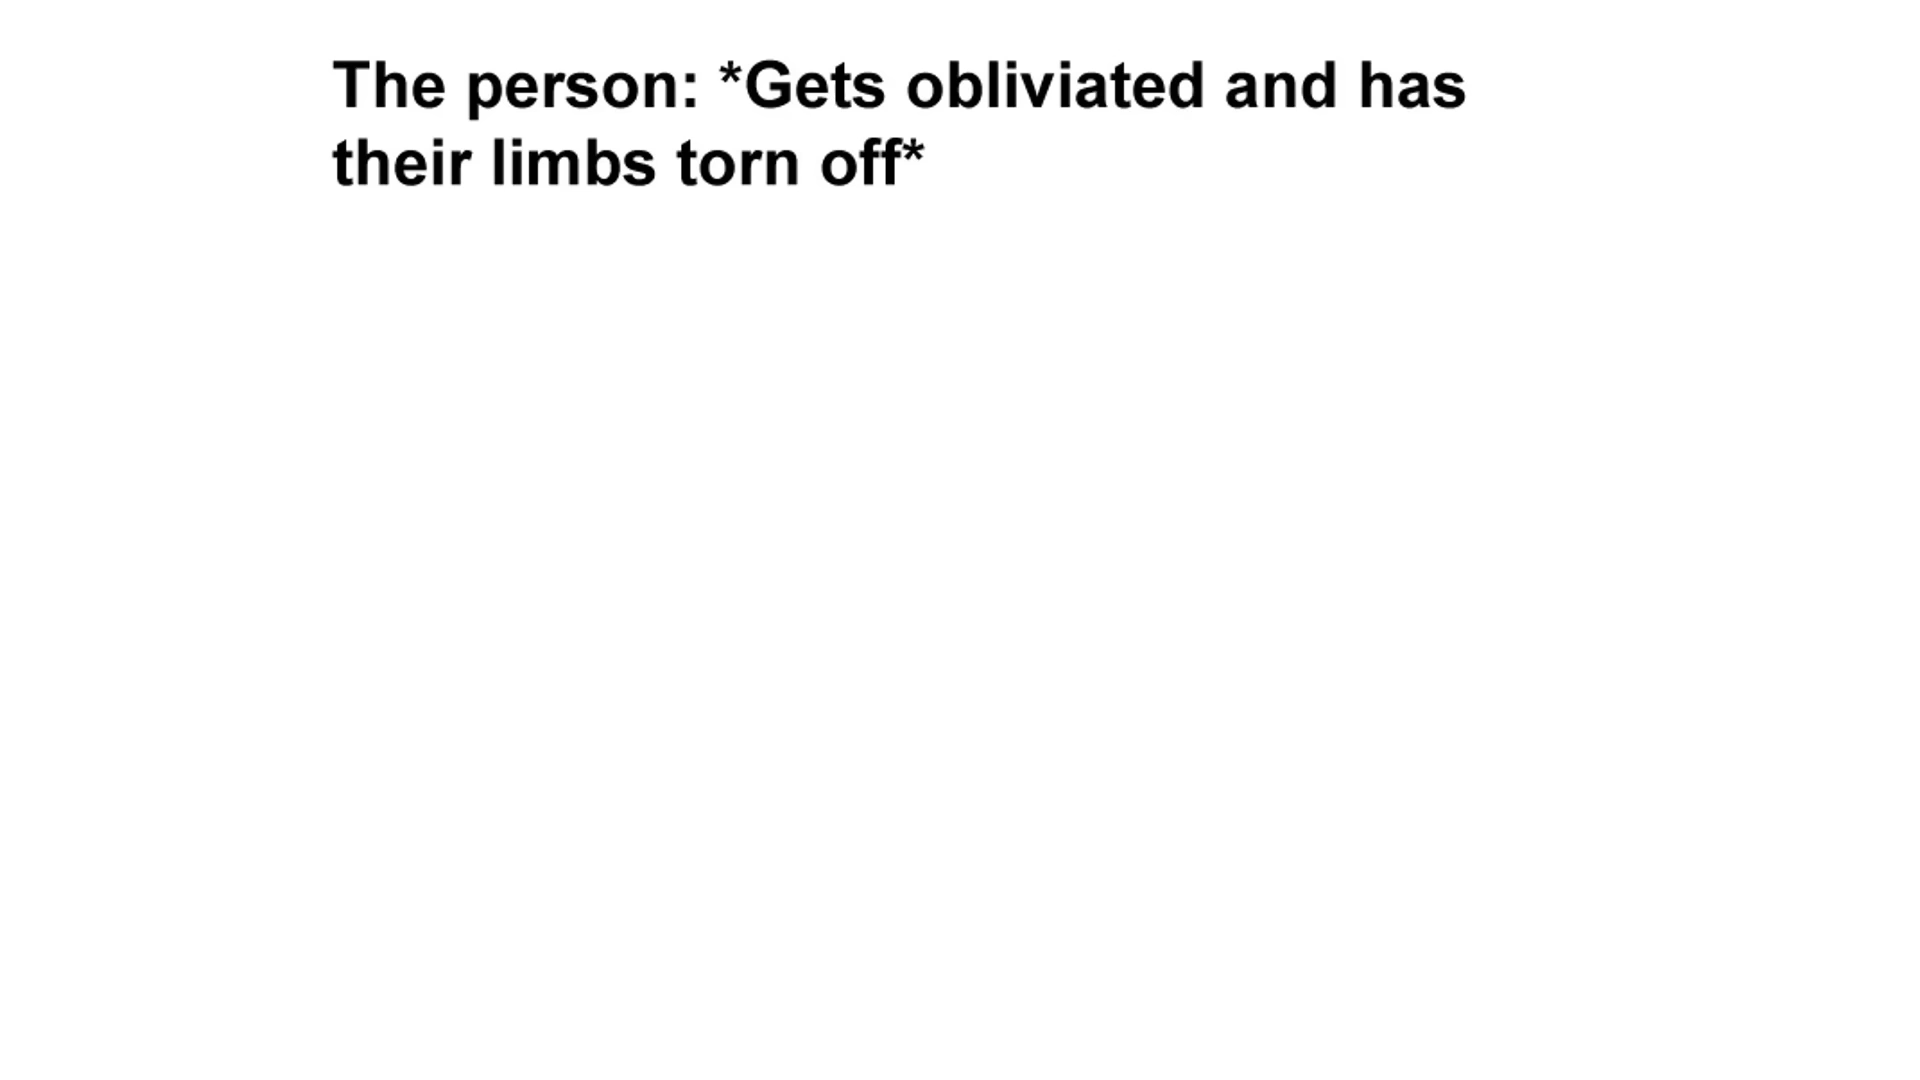 The person: *Gets obliviated and has
their limbs torn off*